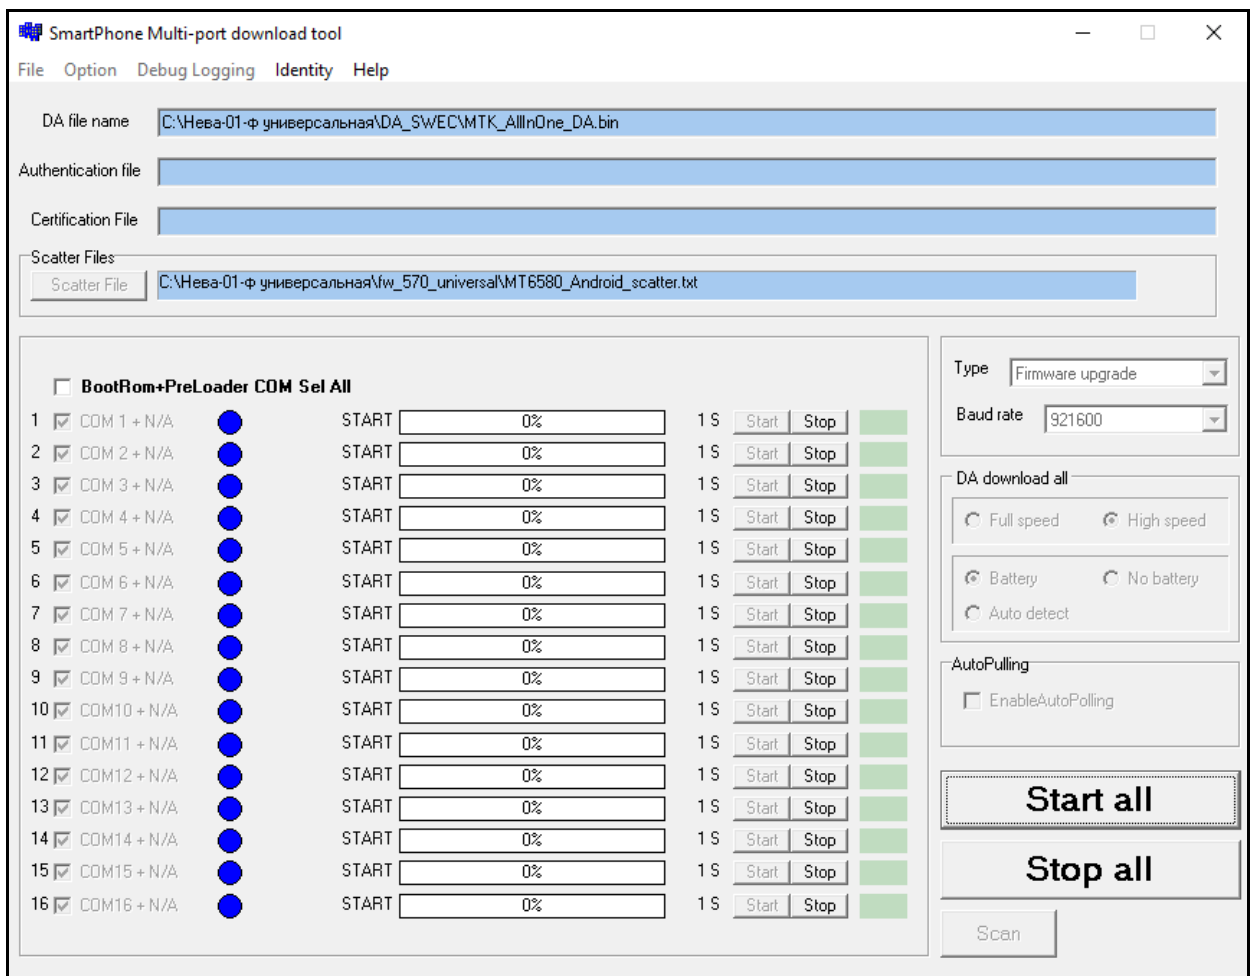 SmartPhone Multi-port download tool
File Option Debug Logging Identity Help
DA file name C:\Нева-01-ф универсальная\DA_SWEC\MTK_AllInOne_DA.bin
Authentication file
Certification File
Scatter Files
Scatter File C:\Нева-01-ф универсальная\fw_570_universal\MT6580_Android_scatter.txt
BootRom+PreLoader COM Sel All
1 COM 1 + N/A START 0% 1 S Start Stop
2 COM 2 + N/A START 0% 1 S Start Stop
3 COM 3 + N/A START 0% 1 S Start Stop
4 COM 4 + N/A START 0% 1 S Start Stop
5 COM 5 + N/A START 0% 1 S Start Stop
6 COM 6 + N/A START 0% 1 S Start Stop
7 COM 7 + N/A START 0% 1 S Start Stop
8 COM 8 + N/A START 0% 1 S Start Stop
9 COM 9 + N/A START 0% 1 S Start Stop
10 COM10 + N/A START 0% 1 S Start Stop
11 COM11 + N/A START 0% 1 S Start Stop
12 COM12 + N/A START 0% 1 S Start Stop
13 COM13 + N/A START 0% 1 S Start Stop
14 COM14 + N/A START 0% 1 S Start Stop
15 COM15 + N/A START 0% 1 S Start Stop
16 COM16 + N/A START 0% 1 S Start Stop
Type Firmware upgrade
Baud rate 921600
DA download all
Full speed High speed
Battery No battery
Auto detect
AutoPulling
EnableAutoPolling
Start all
Stop all
Scan